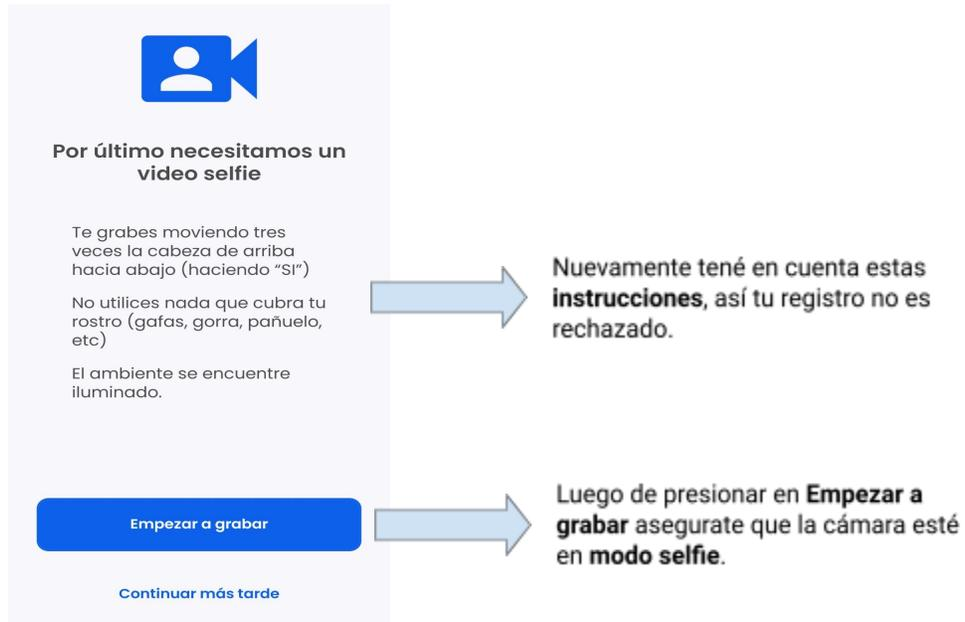 Por último necesitamos un
video selfie
Te grabes moviendo tres
veces la cabeza de arriba
hacia abajo (haciendo “SI”)
No utilices nada que cubra tu
rostro (gafas, gorra, pañuelo,
etc)
El ambiente se encuentre
iluminado.
Nuevamente tené en cuenta estas
instrucciones, así tu registro no es
rechazado.
Empezar a grabar
Luego de presionar en Empezar a
grabar asegurate que la cámara esté
en modo selfie.
Continuar más tarde